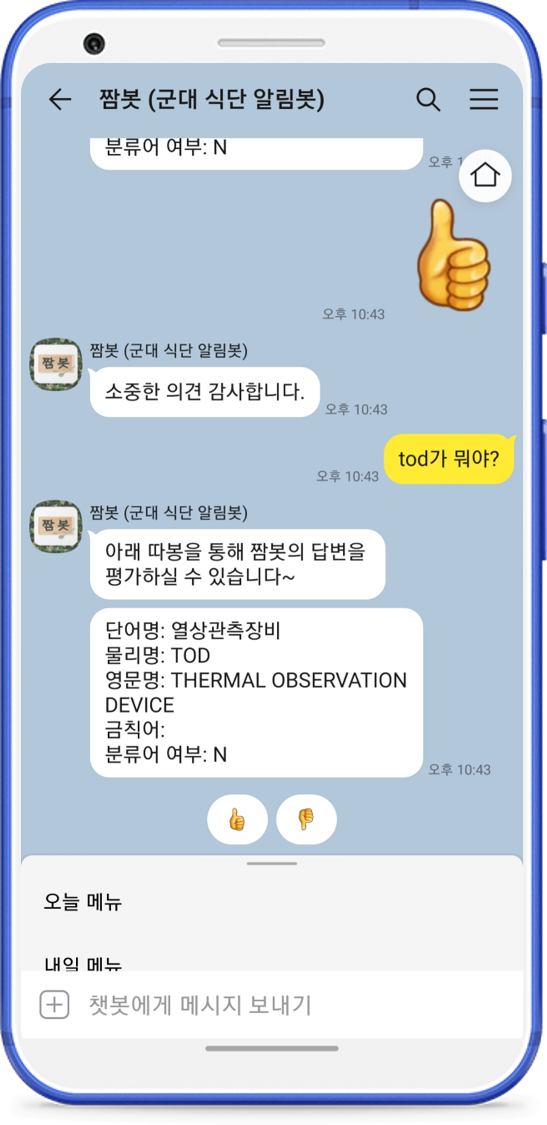 짬봇 (군대 식단 알림봇)
분류어 여부: N
오후 1
오후 10:43
짬봇
짬봇 (군대 식단 알림봇)
소중한 의견 감사합니다.
오후 10:43
tod가 뭐야?
오후 10:43
짬봇
짬봇 (군대 식단 알림봇)
아래 따봉을 통해 짬봇의 답변을
평가하실 수 있습니다~
단어명: 열상관측장비
물리명: TOD
영문명: THERMAL OBSERVATION
DEVICE
금칙어:
분류어 여부: N
오후 10:43
오늘 메뉴
내일 메뉴
챗봇에게 메시지 보내기